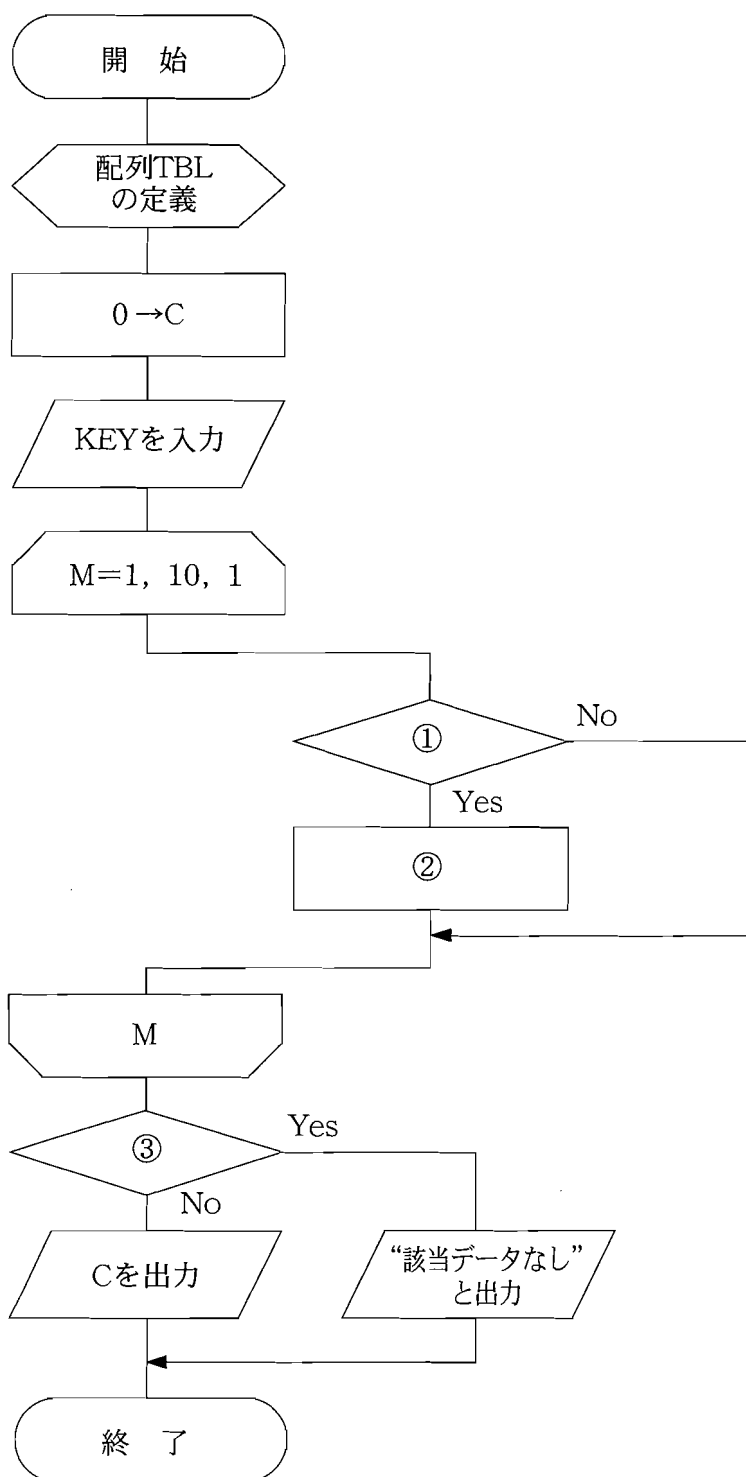 開 始
配列TBL
の定義
0→C
KEYを入力
M=1, 10, 1
①
No
Yes
②
M
③
Yes
No
Cを出力
“該当データなし”
と出力
終 了